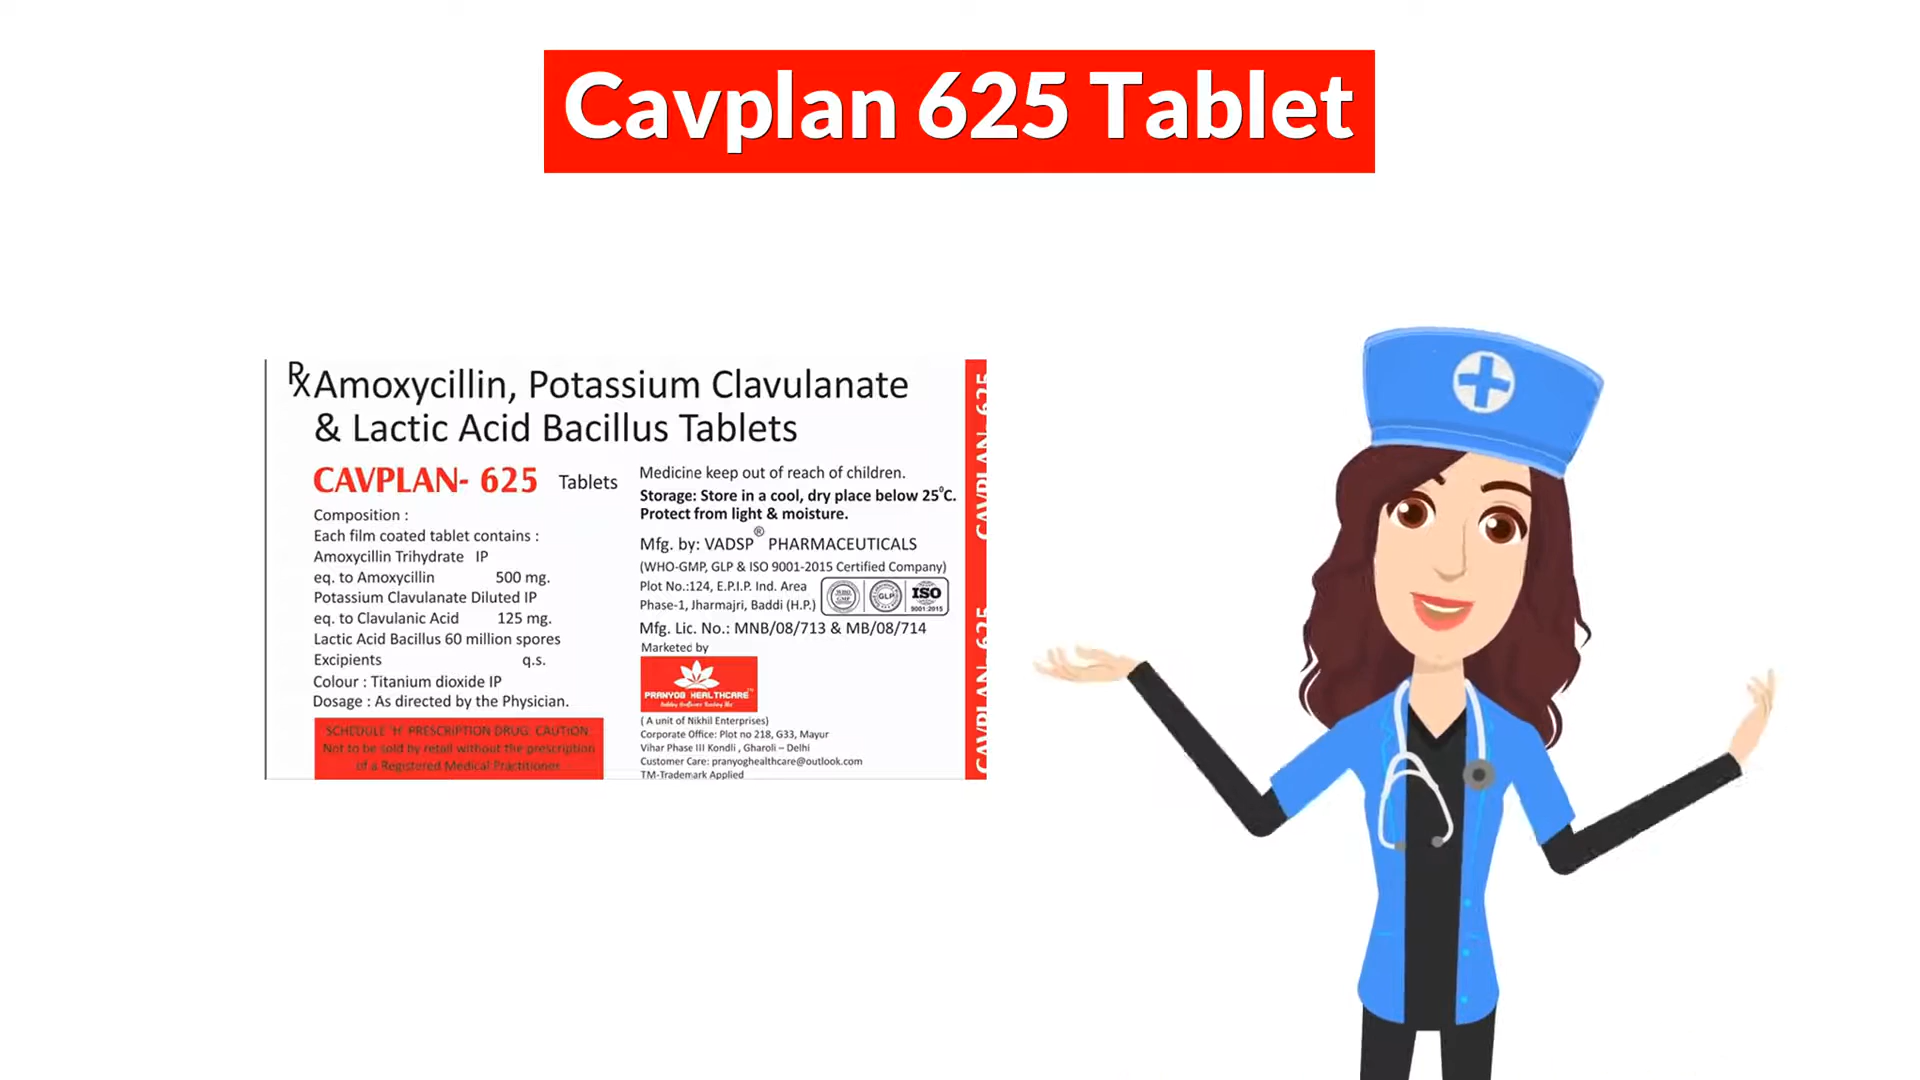 Cavplan 625 Tablet
Rx Amoxycillin, Potassium Clavulanate
& Lactic Acid Bacillus Tablets
CAVPLAN- 625 Tablets
Composition :
Each film coated tablet contains :
Amoxycillin Trihydrate IP
eq. to Amoxycillin 500 mg.
Potassium Clavulanate Diluted IP
eq. to Clavulanic Acid 125 mg.
Lactic Acid Bacillus 60 million spores
Excipients q.s.
Colour : Titanium dioxide IP
Dosage : As directed by the Physician.
SCHEDULE 'H' PRESCRIPTION DRUG CAUTION
Not to be sold by retail without the prescription
of a Registered Medical Practitioner
Medicine keep out of reach of children.
Storage: Store in a cool, dry place below 25⁰C.
Protect from light & moisture.
Mfg. by: VADSP® PHARMACEUTICALS
(WHO-GMP, GLP & ISO 9001-2015 Certified Company)
Plot No.:124, E.P.I.P. Ind. Area
Phase-1, Jharmajri, Baddi (H.P.)
WHO GMP
GLP
ISO
9001:2015
Mfg. Lic. No.: MNB/08/713 & MB/08/714
Marketed by
PRANYOG HEALTHCARE™
( A unit of Nikhil Enterprises)
Corporate Office: Plot no 218, G33, Mayur
Vihar Phase III Kondli , Gharoli – Delhi
Customer Care: pranyoghealthcare@outlook.com
TM-Trademark Applied
CAVPLAN- 625
CAVPLAN- 625